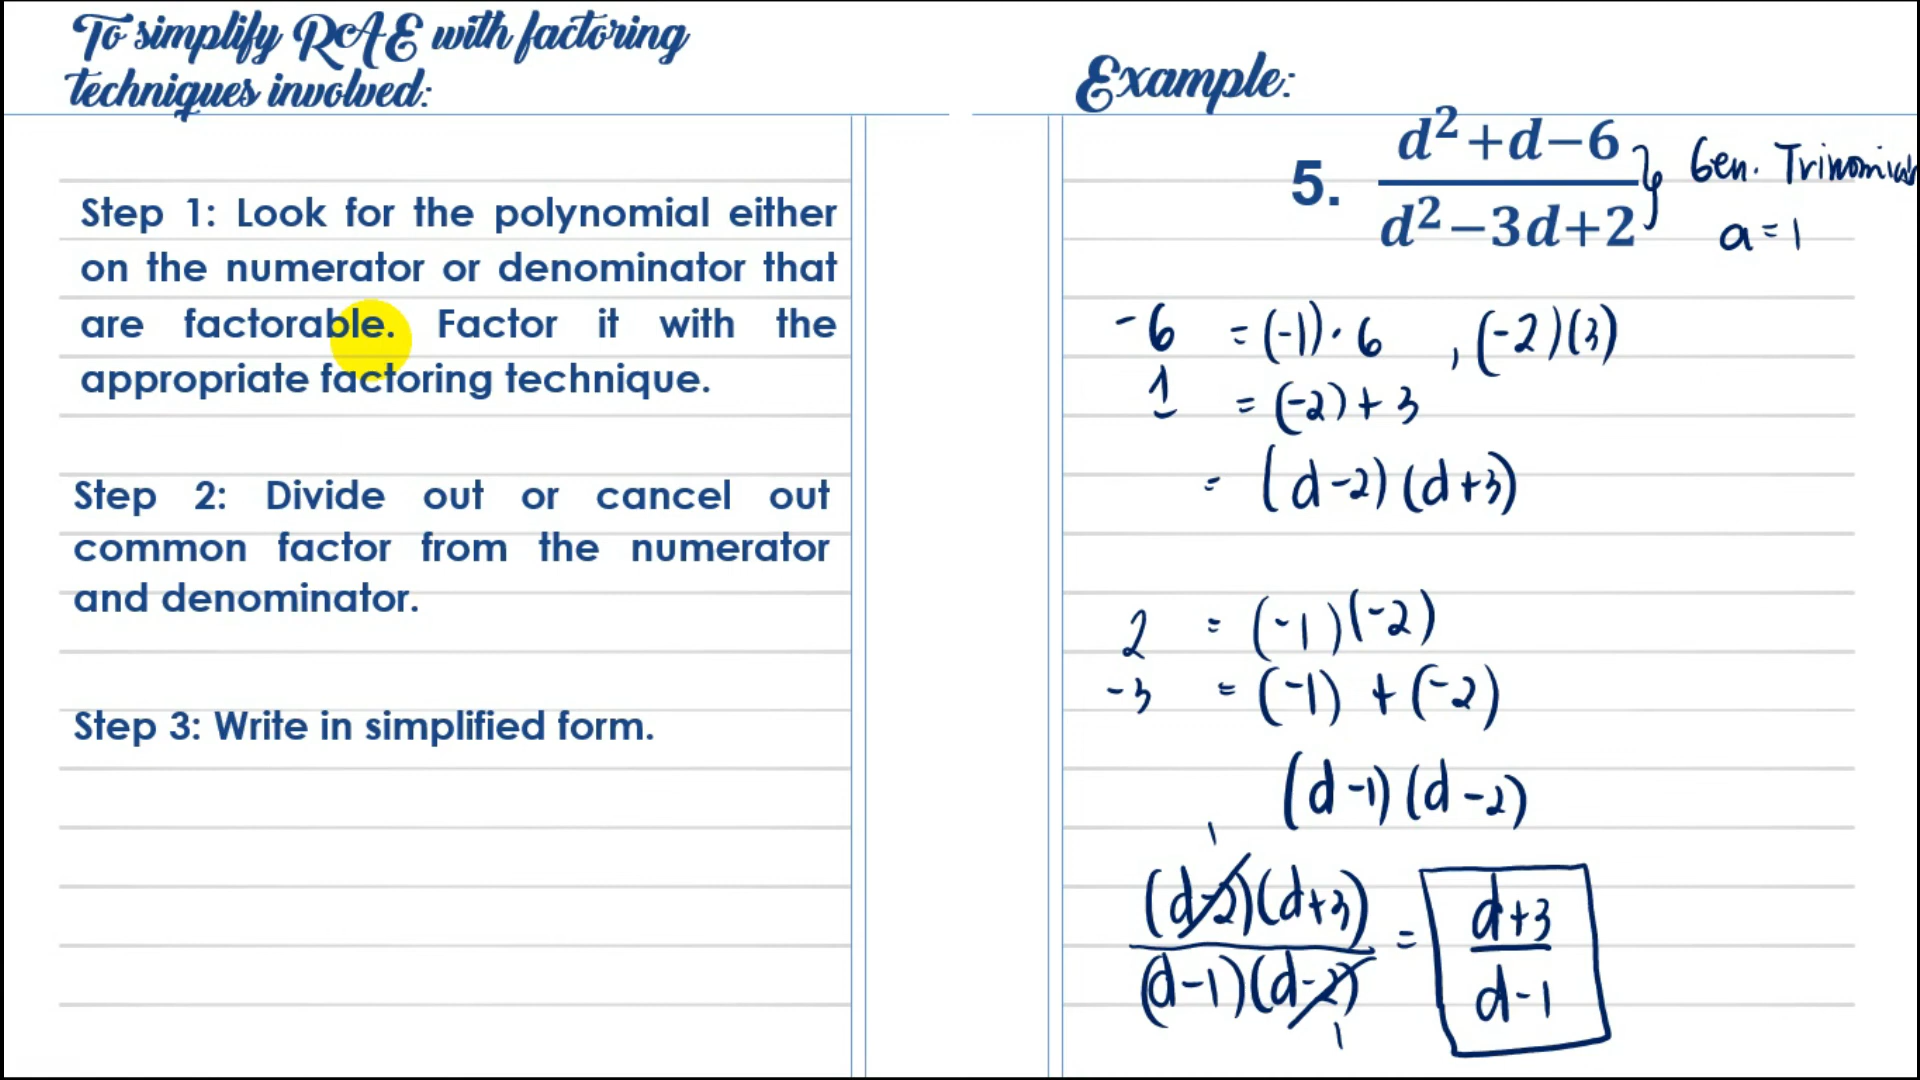 To simplify RAE with factoring
techniques involved:
Step 1: Look for the polynomial either
on the numerator or denominator that
are factorable. Factor it with the
appropriate factoring technique.
Step 2: Divide out or cancel out
common factor from the numerator
and denominator.
Step 3: Write in simplified form.
Example:
5. d²+d−6
d²−3d+2
Gen. Trinomials
a=1
-6 = (-1)·6 , (-2)(3)
1 = (-2)+3
= (d-2)(d+3)
2 = (-1)(-2)
-3 = (-1) + (-2)
(d-1)(d-2)
1
(d-2)(d+3) = d+3
(d-1)(d-2) d-1
1